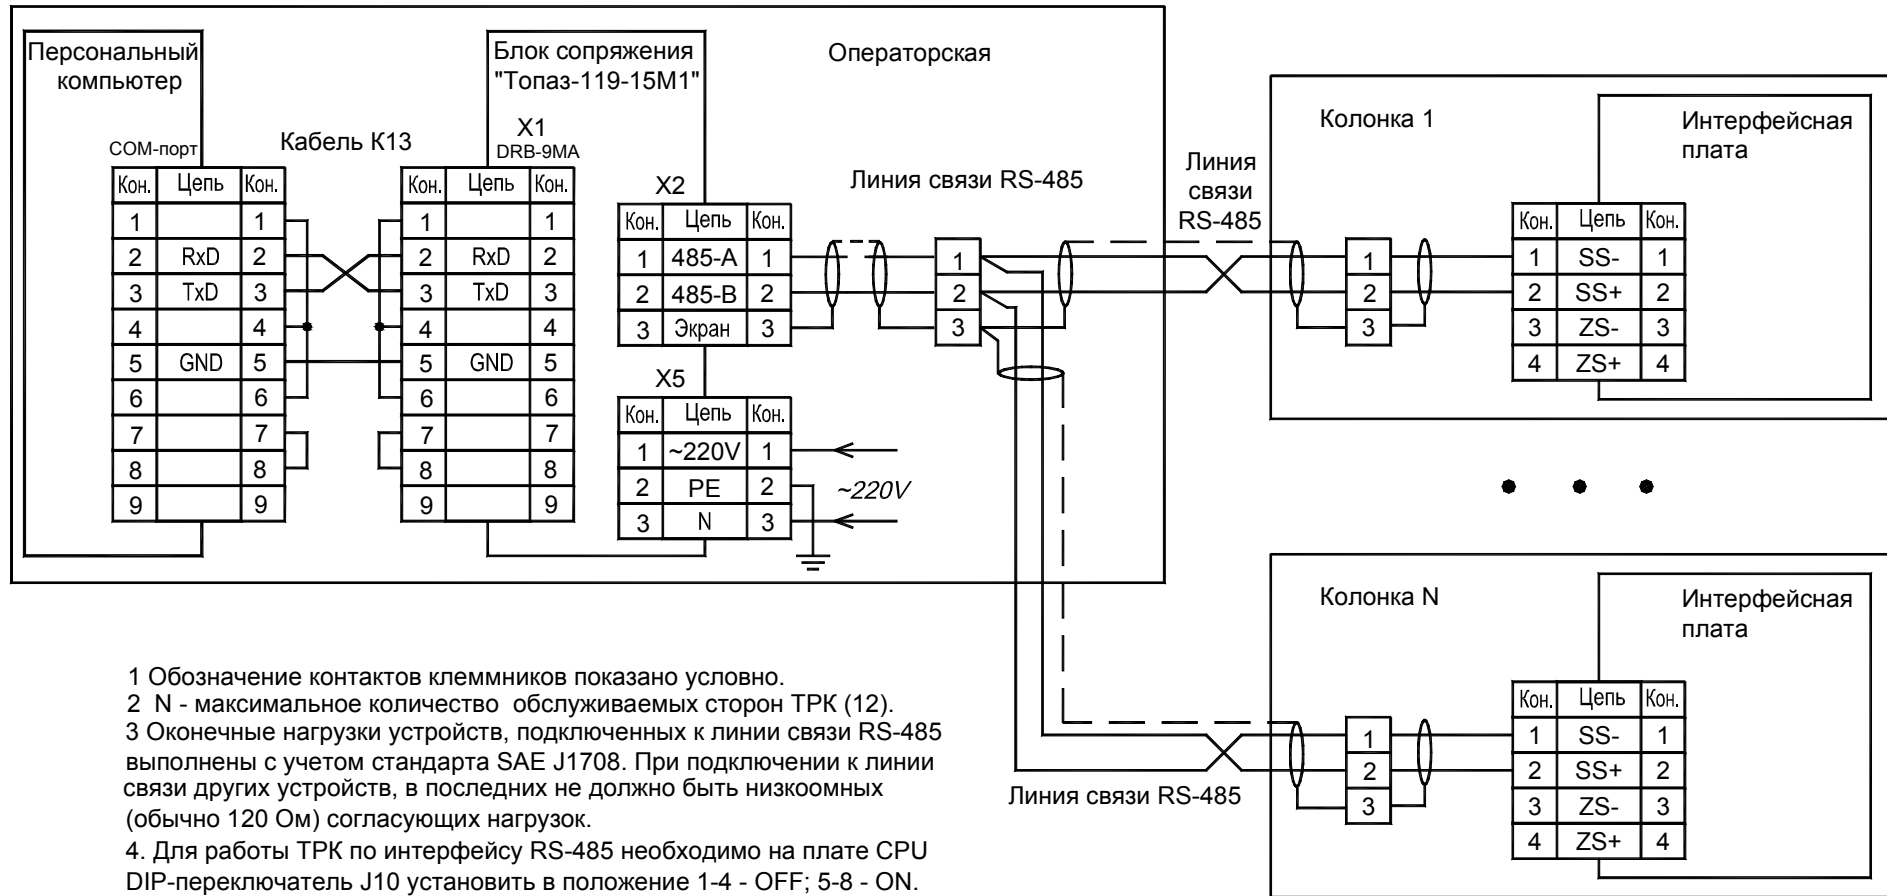 Персональный
компьютер
Блок сопряжения
"Топаз-119-15М1"
Операторская
COM-порт
Кабель К13
X1
DRB-9MA
Кон. Цепь Кон.
1 1
2 RxD 2
3 TxD 3
4 4
5 GND 5
6 6
7 7
8 8
9 9
Кон. Цепь Кон.
1 1
2 RxD 2
3 TxD 3
4 4
5 GND 5
6 6
7 7
8 8
9 9
X2
Кон. Цепь Кон.
1 485-A 1
2 485-B 2
3 Экран 3
X5
Кон. Цепь Кон.
1 ~220V 1
2 PE 2
3 N 3
~220V
Линия связи RS-485
1
2
3
Линия
связи
RS-485
Колонка 1
Интерфейсная
плата
1
2
3
Кон. Цепь Кон.
1 SS- 1
2 SS+ 2
3 ZS- 3
4 ZS+ 4
Колонка N
Интерфейсная
плата
1
2
3
Кон. Цепь Кон.
1 SS- 1
2 SS+ 2
3 ZS- 3
4 ZS+ 4
Линия связи RS-485
1 Обозначение контактов клеммников показано условно.
2 N - максимальное количество обслуживаемых сторон ТРК (12).
3 Оконечные нагрузки устройств, подключенных к линии связи RS-485
выполнены с учетом стандарта SAE J1708. При подключении к линии
связи других устройств, в последних не должно быть низкоомных
(обычно 120 Ом) согласующих нагрузок.
4. Для работы ТРК по интерфейсу RS-485 необходимо на плате CPU
DIP-переключатель J10 установить в положение 1-4 - OFF; 5-8 - ON.